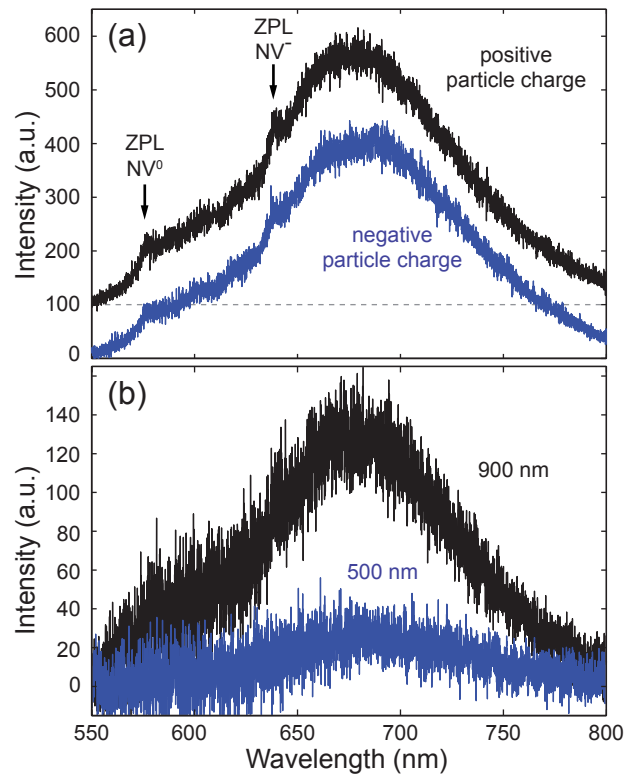 (a)
ZPL
NV⁻
ZPL
NV⁰
positive
particle charge
negative
particle charge
600
500
400
300
200
100
0
Intensity (a.u.)
(b)
900 nm
500 nm
140
120
100
80
60
40
20
0
Intensity (a.u.)
550
600
650
700
750
800
Wavelength (nm)